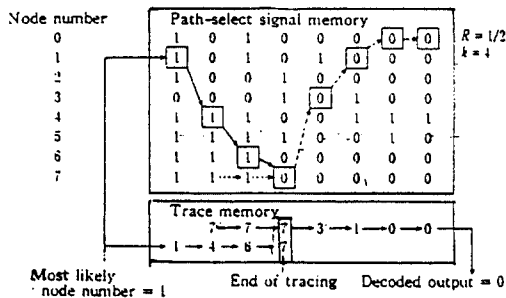 Node number Path-select signal memory
0 1 0 1 0 0 0 0 0 R = 1/2
1 1 0 1 0 1 0 1 0 k = 4
2 0 0 0 1 0 0 0 0
3 0 0 0 1 0 1 0 0
4 1 1 1 0 0 1 1
5 1 1 1 1 0 0 1 0
6 1 1 1 0 0 0 0 0
7 1 1 1 0 0 0 0 0
Trace memory
7 7 7 3 1 0 0
1 4 6 7
Most likely node number = 1
End of tracing
Decoded output = 0